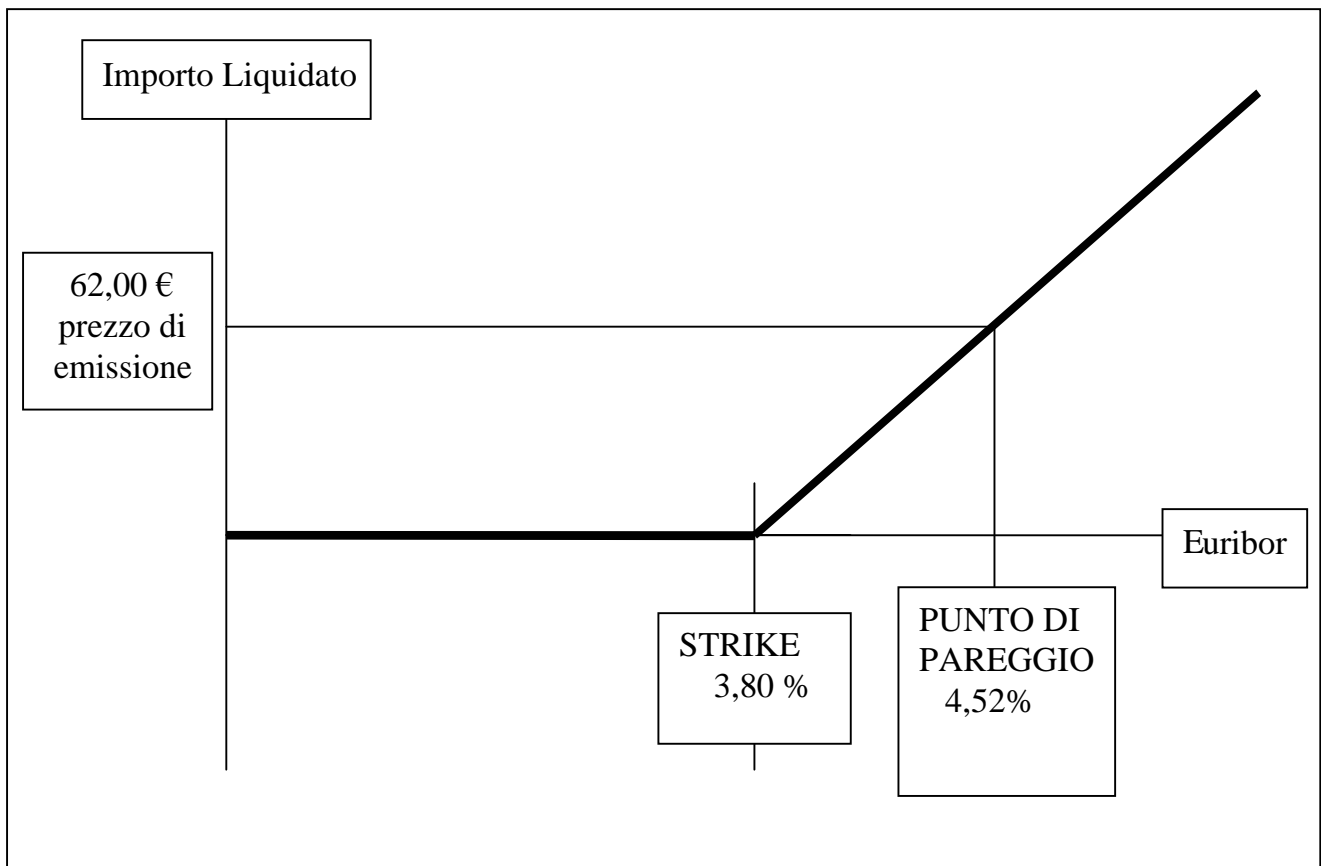 Importo Liquidato
62,00 €
prezzo di
emissione
Euribor
STRIKE
3,80 %
PUNTO DI
PAREGGIO
4,52%